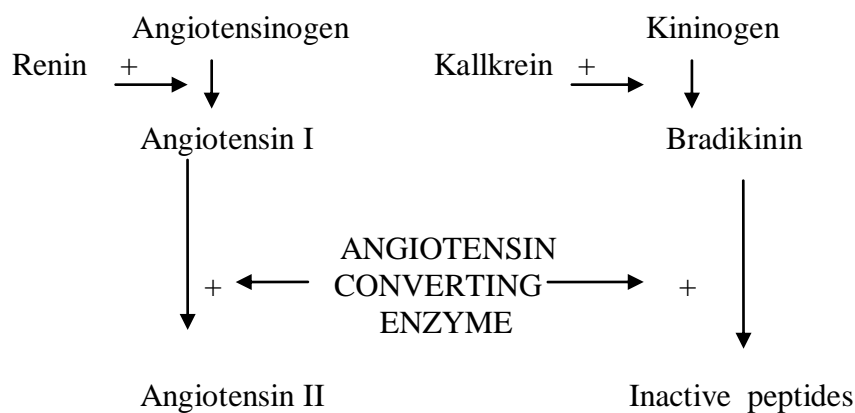 Angiotensinogen Kininogen
Renin + Kallkrein +
Angiotensin I Bradikinin
ANGIOTENSIN
+ CONVERTING +
ENZYME
Angiotensin II Inactive peptides